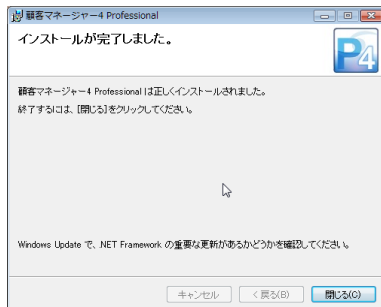 顧客マネージャー4 Professional
インストールが完了しました。
P4
顧客マネージャー4 Professional は正しくインストールされました。
終了するには、[閉じる]をクリックしてください。
Windows Update で、.NET Framework の重要な更新があるかどうかを確認してください。
キャンセル
< 戻る(B)
閉じる(C)